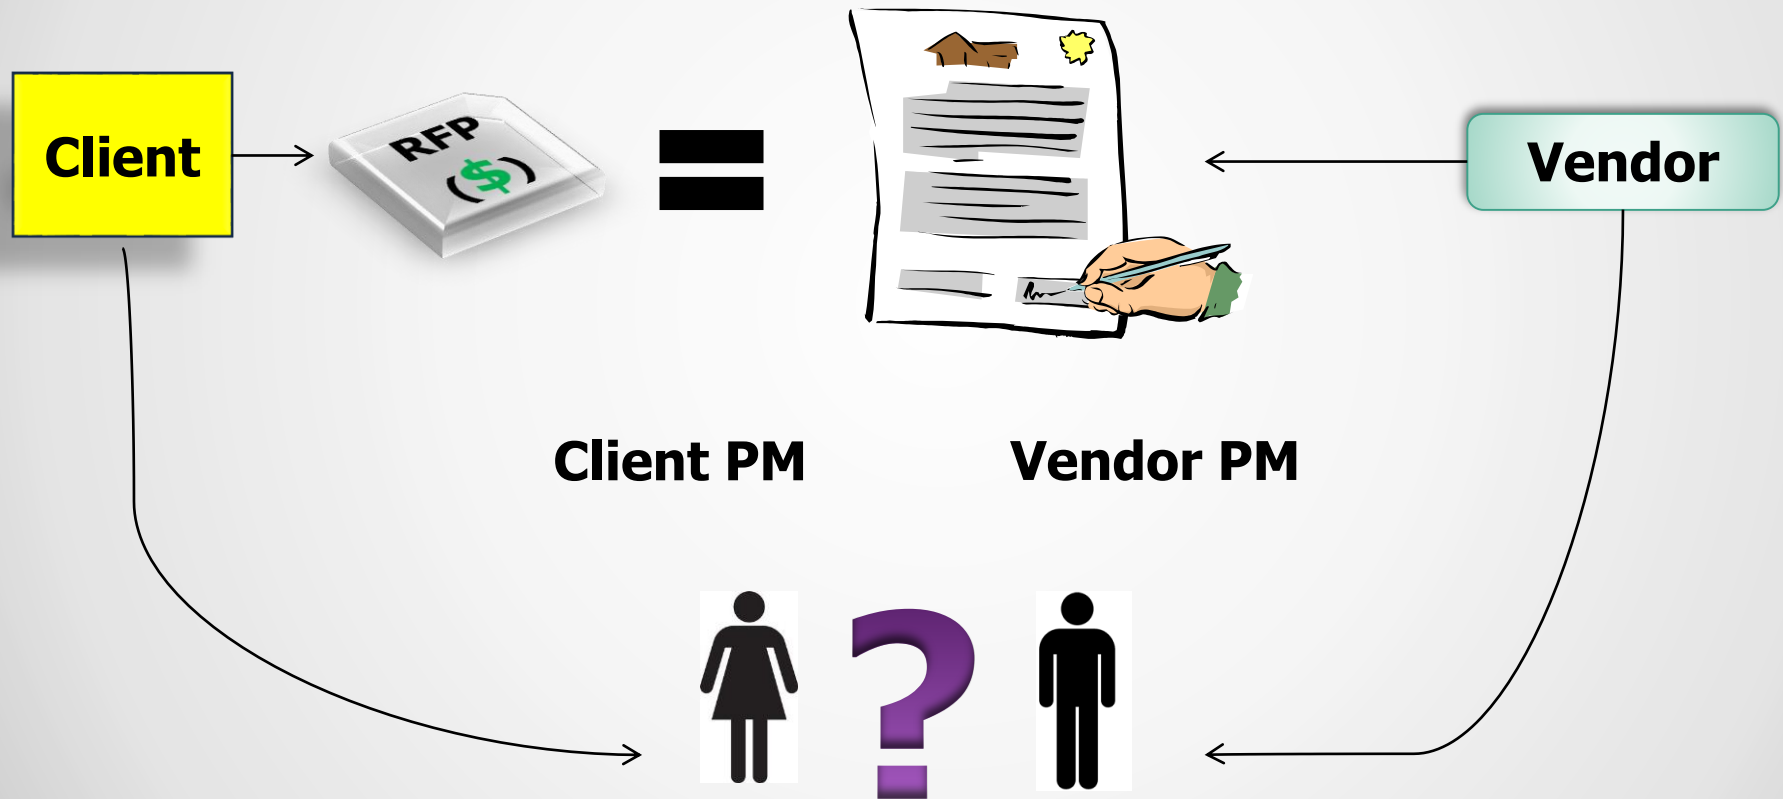 Client
RFP
($)
=
Vendor
Client PM
Vendor PM
?